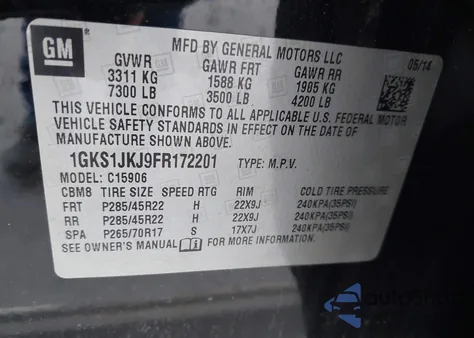 GM
MFD BY GENERAL MOTORS LLC
05/14
GVWR GAWR FRT GAWR RR
3311 KG 1588 KG 1905 KG
7300 LB 3500 LB 4200 LB
THIS VEHICLE CONFORMS TO ALL APPLICABLE U.S. FEDERAL MOTOR
VEHICLE SAFETY STANDARDS IN EFFECT ON THE DATE OF
MANUFACTURE SHOWN ABOVE.
1GKS1JKJ9FR172201 TYPE: M.P.V.
MODEL: C15906
CBM8 TIRE SIZE SPEED RTG RIM COLD TIRE PRESSURE
FRT P285/45R22 H 22X9J 240KPA(35PSI)
RR P285/45R22 H 22X9J 240KPA(35PSI)
SPA P265/70R17 S 17X7J 240KPA(35PSI)
SEE OWNER'S MANUAL FOR MORE INFORMATION.